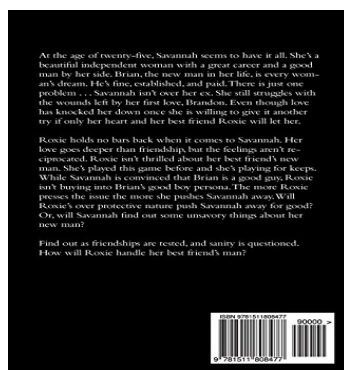 At the age of twenty-five, Savannah seems to have it all. She's a
beautiful independent woman with a great career and a good
man by her side. Brian, the new man in her life, is every wom-
an's dream. He's fine, established, and paid. There is just one
problem . . . Savannah isn't over her ex. She still struggles with
the wounds left by her first love, Brandon. Even though love
has knocked her down once she is willing to give it another
try if only her heart and her best friend Roxie will let her.
Roxie holds no bars back when it comes to Savannah. Her
love goes deeper than friendship, but the feelings aren't re-
ciprocated. Roxie isn't thrilled about her best friend's new
man. She's played this game before and she's playing for keeps.
While Savannah is convinced that Brian is a good guy, Roxie
isn't buying into Brian's good boy persona. The more Roxie
presses the issue the more she pushes Savannah away. Will
Roxie's over protective nature push Savannah away for good?
Or, will Savannah find out some unsavory things about her
new man?
Find out as friendships are tested, and sanity is questioned.
How will Roxie handle her best friend's man?
ISBN 9781511808477
90000 >
9 781511 808477